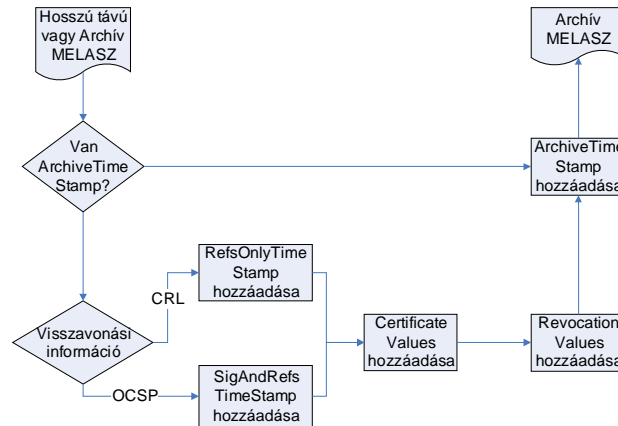 Hosszú távú
vagy Archív
MELASZ
Archív
MELASZ
Van
ArchiveTime
Stamp?
ArchiveTime
Stamp
hozzáadása
RefsOnlyTime
Stamp
hozzáadása
CRL
Visszavonási
információ
Certificate
Values
hozzáadása
Revocation
Values
hozzáadása
OCSP
SigAndRefs
TimeStamp
hozzáadása